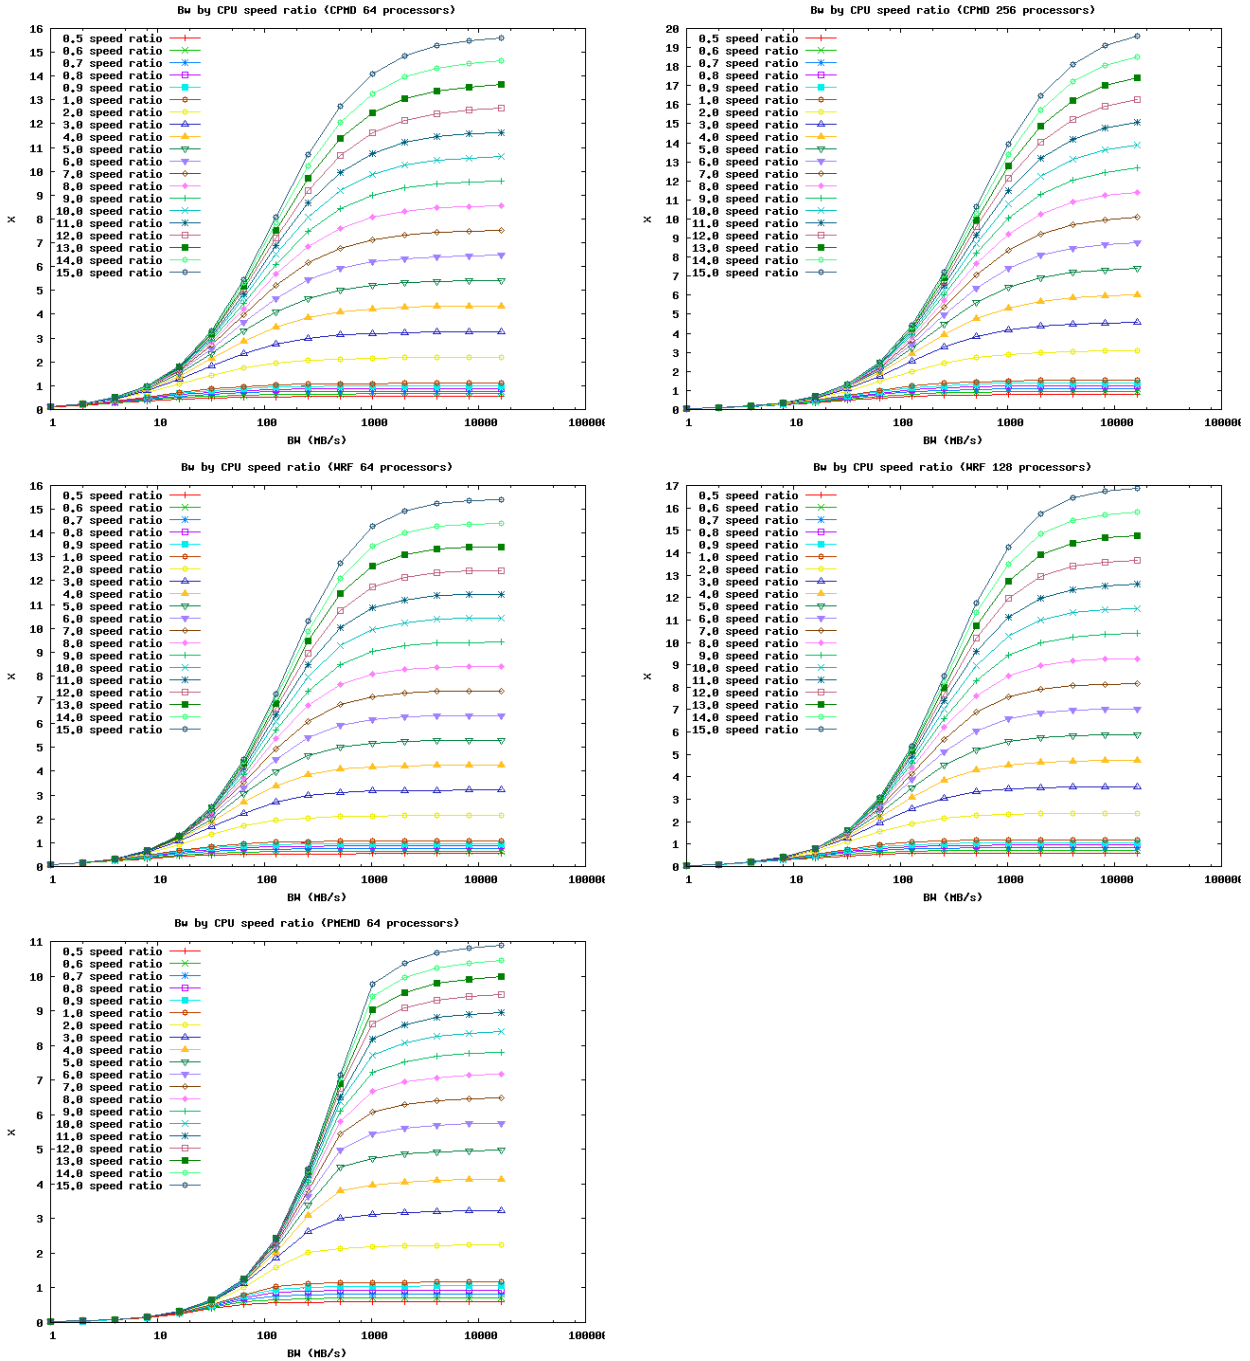 Bw by CPU speed ratio (CPMD 64 processors)
16
15
14
13
12
11
10
9
8
7
6
5
4
3
2
1
0
X
0.5 speed ratio
0.6 speed ratio
0.7 speed ratio
0.8 speed ratio
0.9 speed ratio
1.0 speed ratio
2.0 speed ratio
3.0 speed ratio
4.0 speed ratio
5.0 speed ratio
6.0 speed ratio
7.0 speed ratio
8.0 speed ratio
9.0 speed ratio
10.0 speed ratio
11.0 speed ratio
12.0 speed ratio
13.0 speed ratio
14.0 speed ratio
15.0 speed ratio
1 10 100 1000 10000 100000
BW (MB/s)
Bw by CPU speed ratio (CPMD 256 processors)
20
19
18
17
16
15
14
13
12
11
10
9
8
7
6
5
4
3
2
1
0
X
0.5 speed ratio
0.6 speed ratio
0.7 speed ratio
0.8 speed ratio
0.9 speed ratio
1.0 speed ratio
2.0 speed ratio
3.0 speed ratio
4.0 speed ratio
5.0 speed ratio
6.0 speed ratio
7.0 speed ratio
8.0 speed ratio
9.0 speed ratio
10.0 speed ratio
11.0 speed ratio
12.0 speed ratio
13.0 speed ratio
14.0 speed ratio
15.0 speed ratio
1 10 100 1000 10000 100000
BW (MB/s)
Bw by CPU speed ratio (WRF 64 processors)
16
15
14
13
12
11
10
9
8
7
6
5
4
3
2
1
0
X
0.5 speed ratio
0.6 speed ratio
0.7 speed ratio
0.8 speed ratio
0.9 speed ratio
1.0 speed ratio
2.0 speed ratio
3.0 speed ratio
4.0 speed ratio
5.0 speed ratio
6.0 speed ratio
7.0 speed ratio
8.0 speed ratio
9.0 speed ratio
10.0 speed ratio
11.0 speed ratio
12.0 speed ratio
13.0 speed ratio
14.0 speed ratio
15.0 speed ratio
1 10 100 1000 10000 100000
BW (MB/s)
Bw by CPU speed ratio (WRF 128 processors)
17
16
15
14
13
12
11
10
9
8
7
6
5
4
3
2
1
0
X
0.5 speed ratio
0.6 speed ratio
0.7 speed ratio
0.8 speed ratio
0.9 speed ratio
1.0 speed ratio
2.0 speed ratio
3.0 speed ratio
4.0 speed ratio
5.0 speed ratio
6.0 speed ratio
7.0 speed ratio
8.0 speed ratio
9.0 speed ratio
10.0 speed ratio
11.0 speed ratio
12.0 speed ratio
13.0 speed ratio
14.0 speed ratio
15.0 speed ratio
1 10 100 1000 10000 100000
BW (MB/s)
Bw by CPU speed ratio (PMEMD 64 processors)
11
10
9
8
7
6
5
4
3
2
1
0
X
0.5 speed ratio
0.6 speed ratio
0.7 speed ratio
0.8 speed ratio
0.9 speed ratio
1.0 speed ratio
2.0 speed ratio
3.0 speed ratio
4.0 speed ratio
5.0 speed ratio
6.0 speed ratio
7.0 speed ratio
8.0 speed ratio
9.0 speed ratio
10.0 speed ratio
11.0 speed ratio
12.0 speed ratio
13.0 speed ratio
14.0 speed ratio
15.0 speed ratio
1 10 100 1000 10000 100000
BW (MB/s)